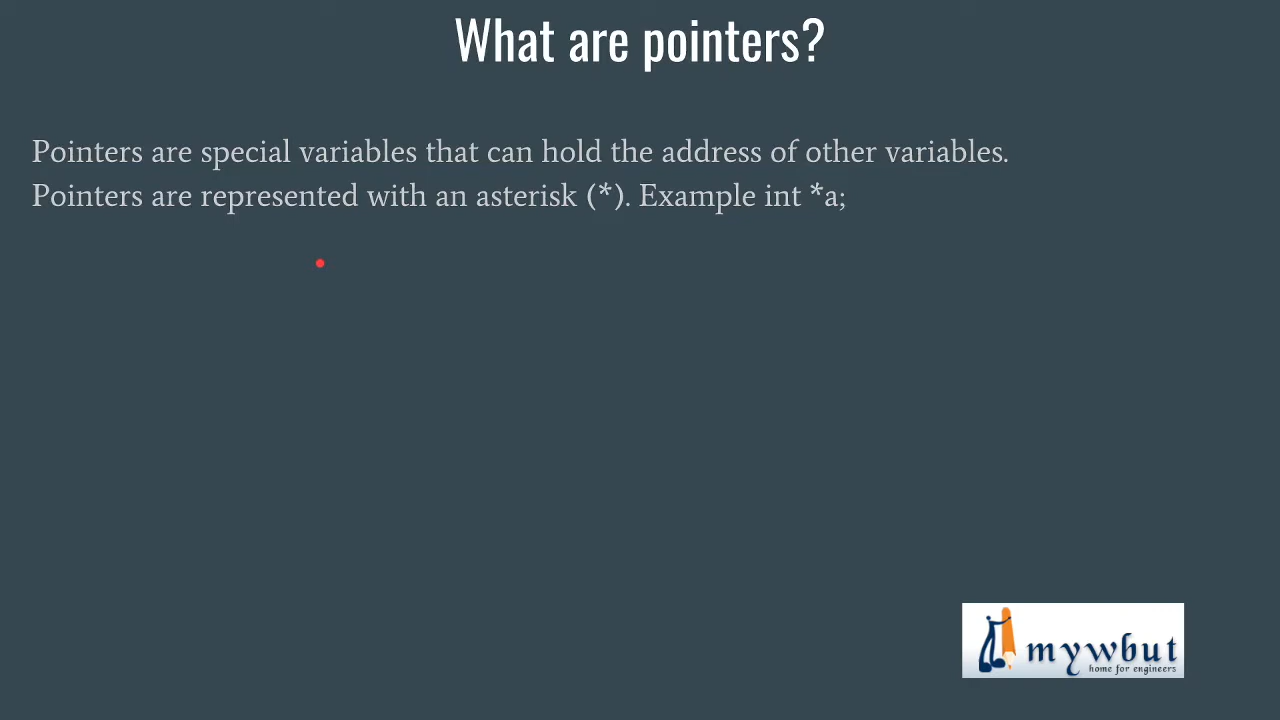 What are pointers?
Pointers are special variables that can hold the address of other variables.
Pointers are represented with an asterisk (*). Example int *a;
mywbut
home for engineers